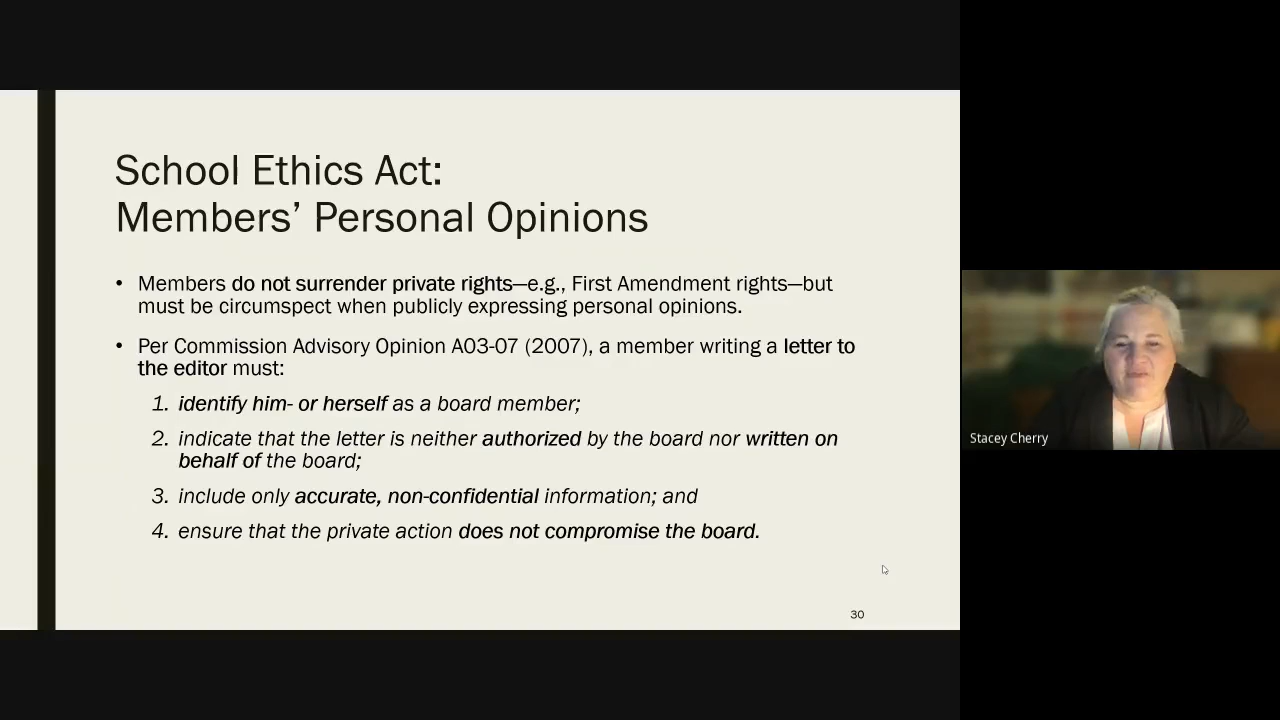 School Ethics Act:
Members’ Personal Opinions
• Members do not surrender private rights—e.g., First Amendment rights—but
must be circumspect when publicly expressing personal opinions.
• Per Commission Advisory Opinion A03-07 (2007), a member writing a letter to
the editor must:
1. identify him- or herself as a board member;
2. indicate that the letter is neither authorized by the board nor written on
behalf of the board;
3. include only accurate, non-confidential information; and
4. ensure that the private action does not compromise the board.
30
Stacey Cherry